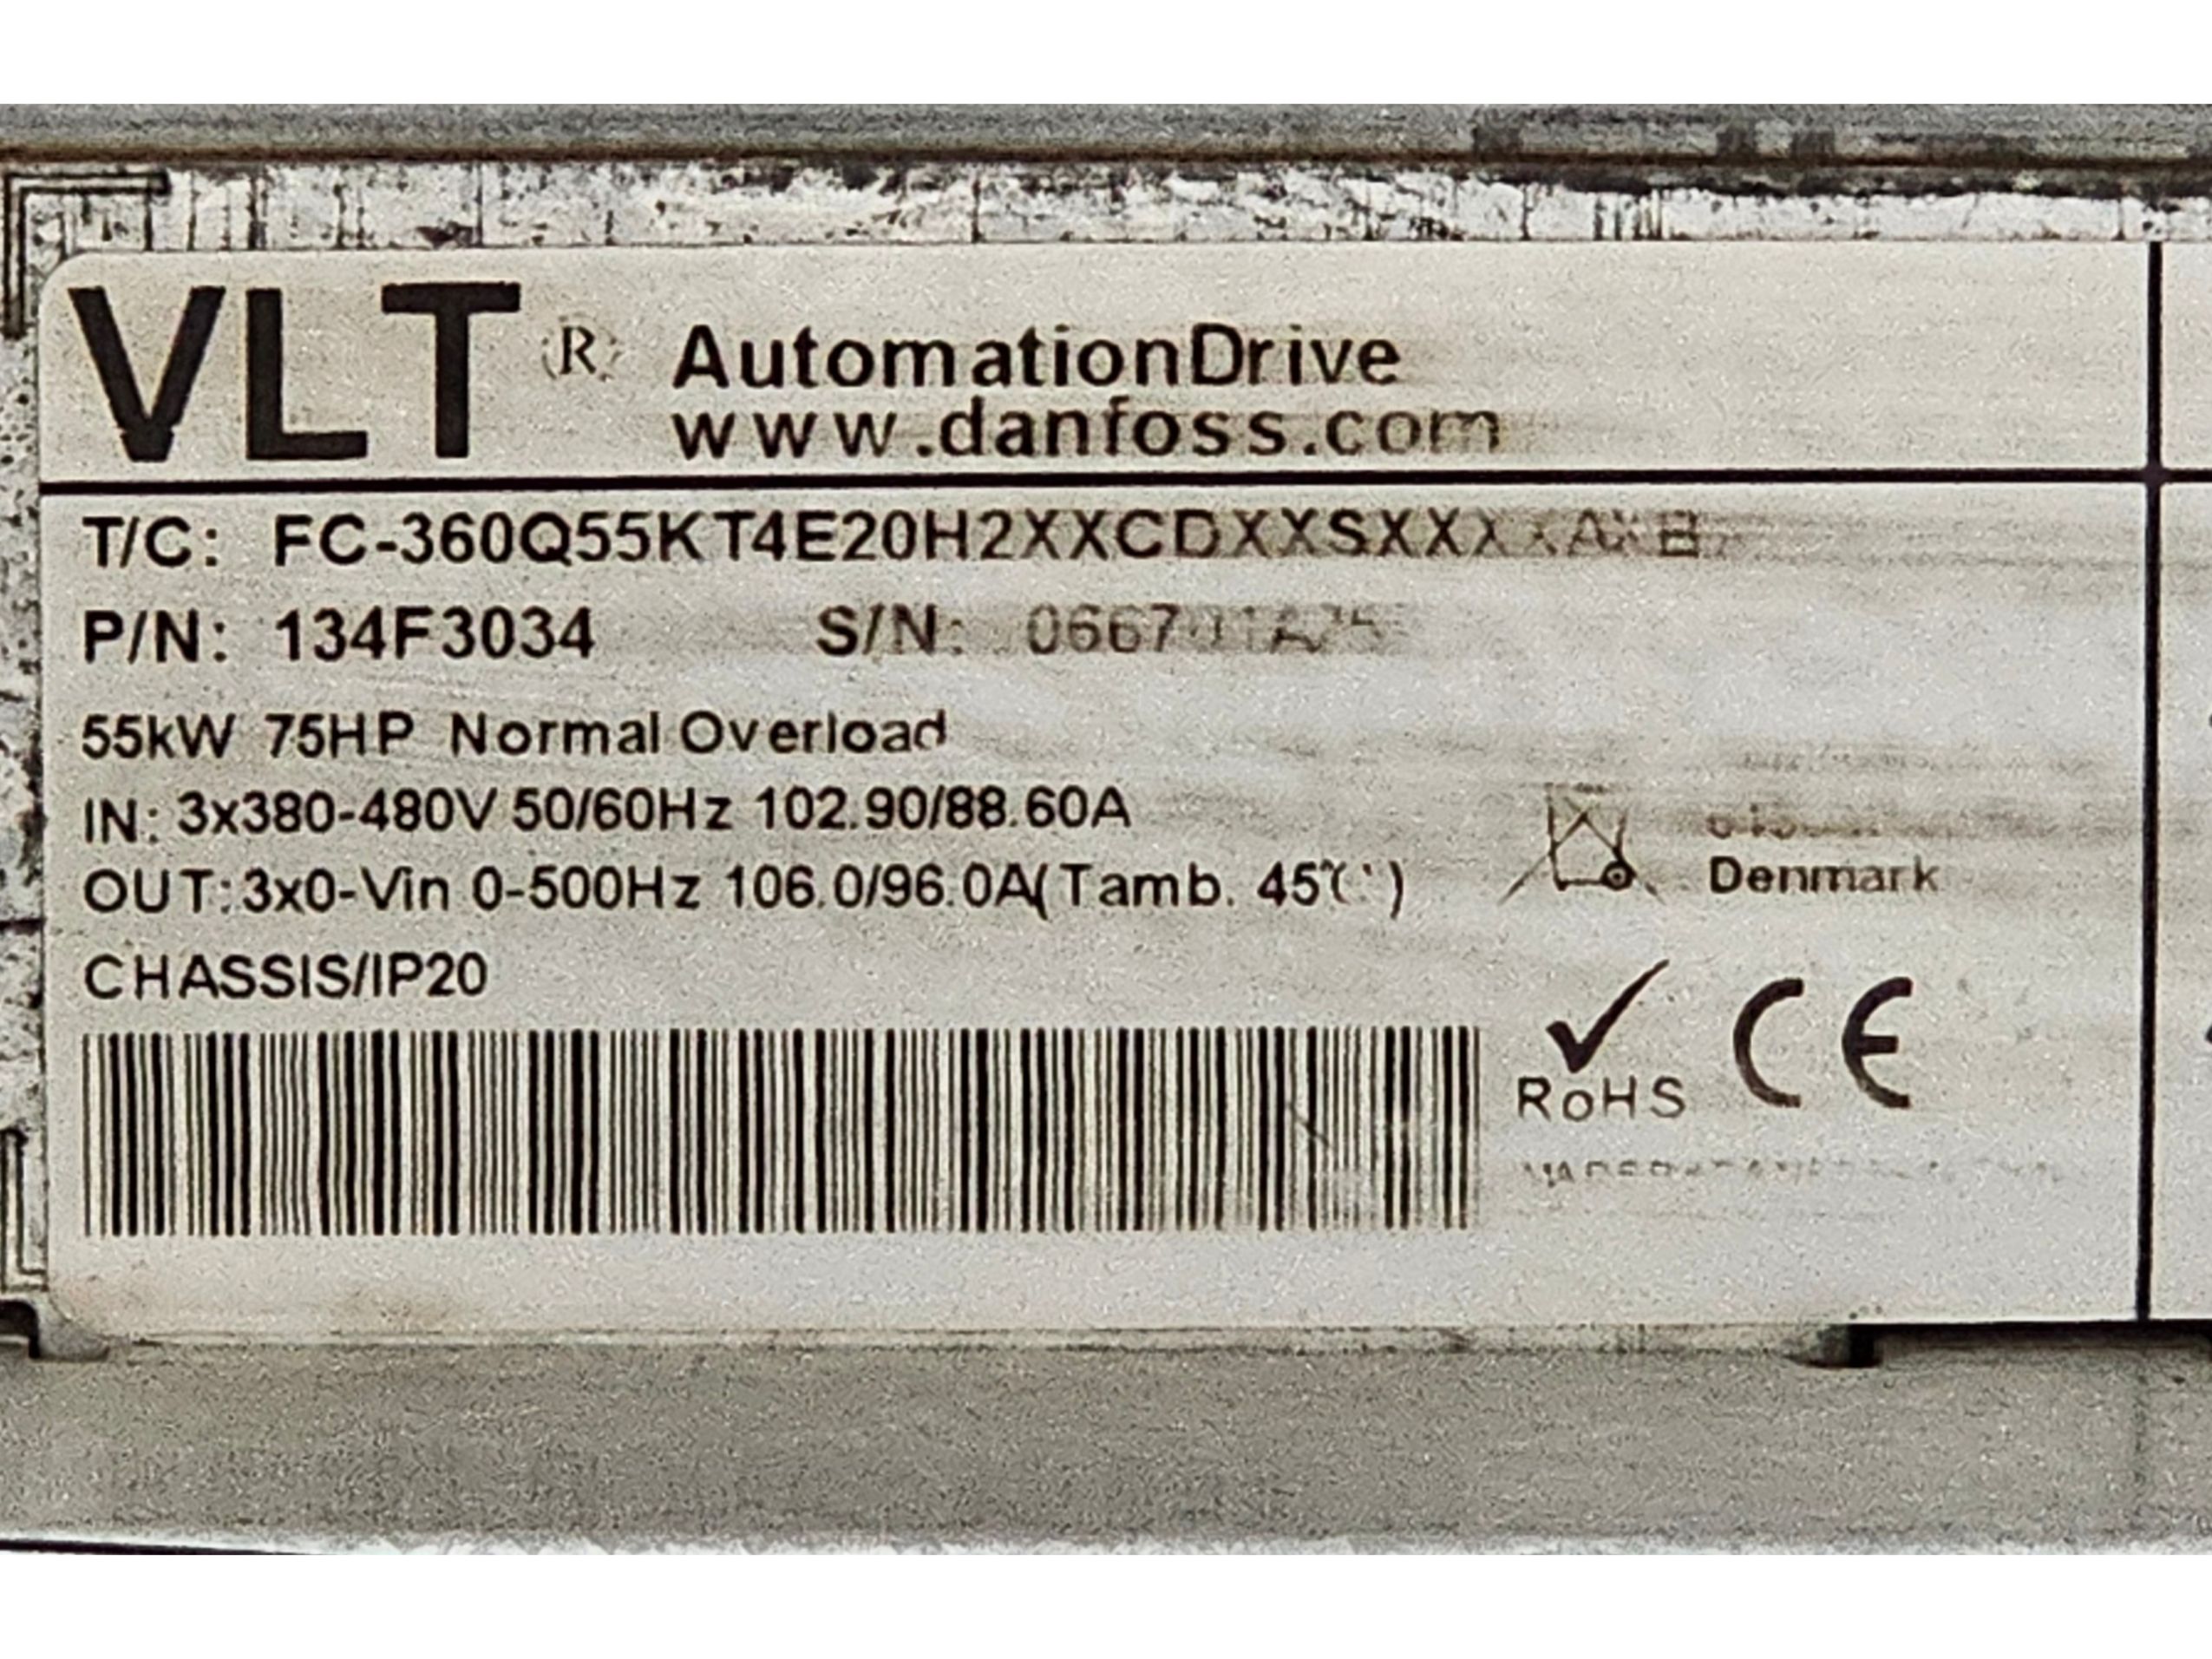 VLT ® AutomationDrive
www.danfoss.com
T/C: FC-360Q55KT4E20H2XXCDXXSXXXXAXB
P/N: 134F3034 S/N:
55kW 75HP Normal Overload
IN: 3x380-480V 50/60Hz 102.90/88.60A
OUT: 3x0-Vin 0-500Hz 106.0/96.0A(Tamb. 45℃)
Denmark
CHASSIS/IP20
RoHS CE